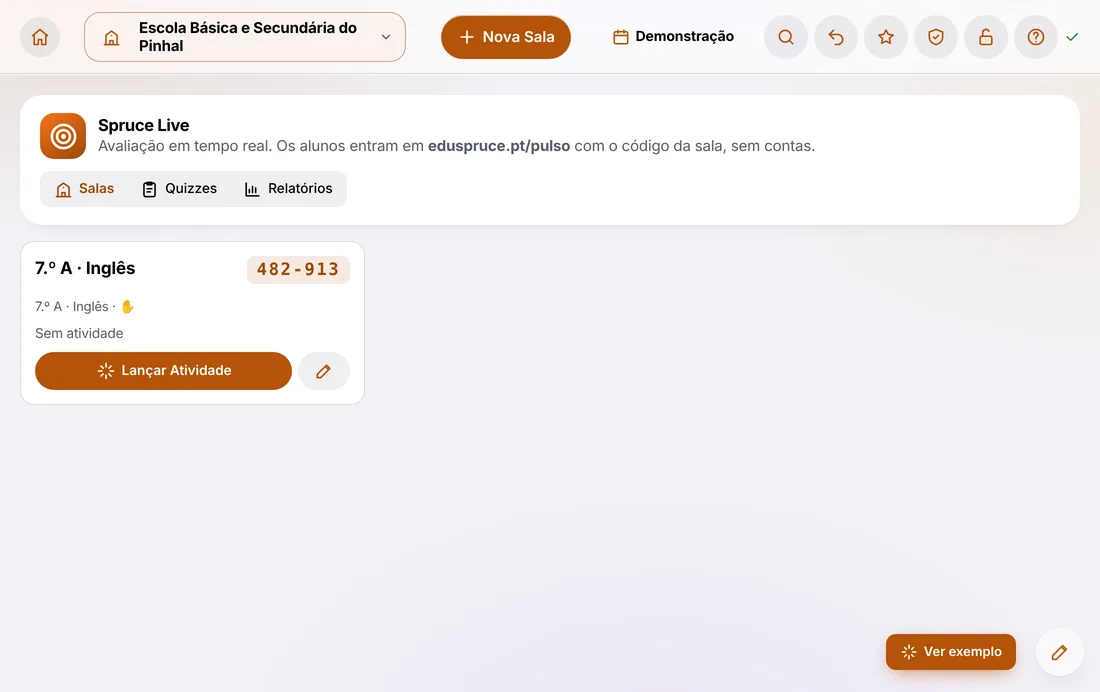 Escola Básica e Secundária do
Pinhal
Nova Sala
Demonstração
Spruce Live
Avaliação em tempo real. Os alunos entram em eduspruce.pt/pulso com o código da sala, sem contas.
Salas
Quizzes
Relatórios
7.º A · Inglês
482-913
7.º A · Inglês · ✋
Sem atividade
Lançar Atividade
Ver exemplo